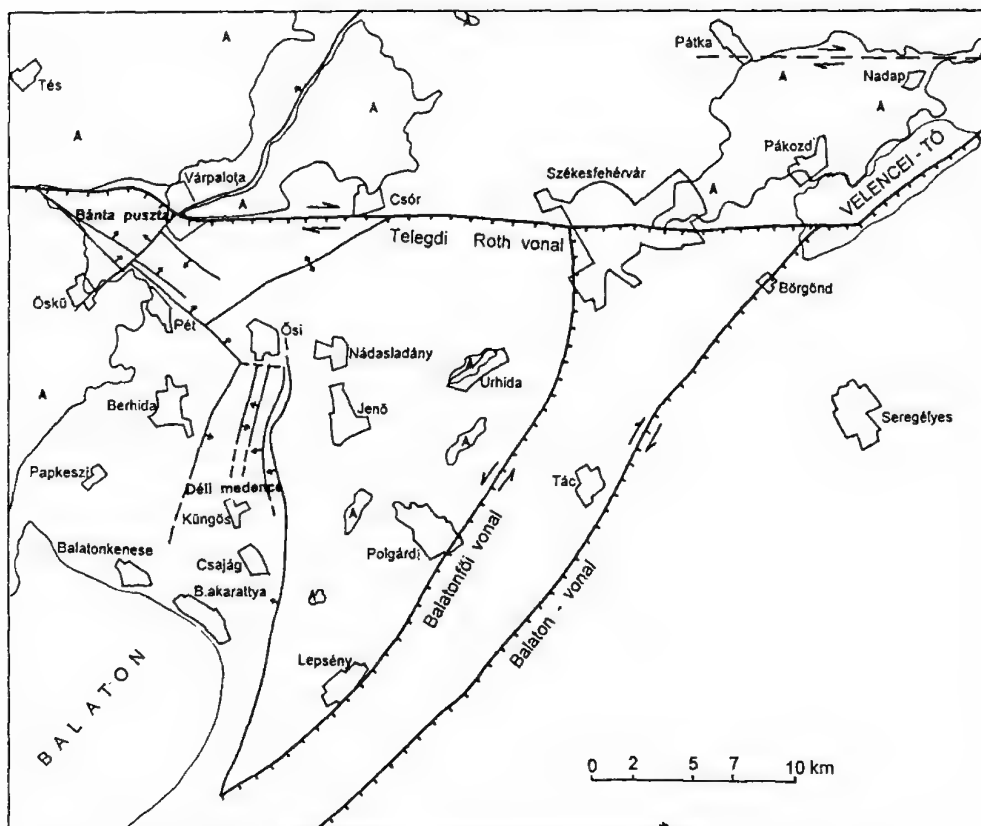 A
A
Pátka
Tés
A
A
A
Nadap
A
A
Várpalota
Pákozd
Székesfehérvár
A
VELENCEI - TÓ
Bánta puszta
A
Csór
Telegdi Roth vonal
Öskü
Pét
Ősi
Börgönd
Nádasladány
A
Úrhida
A
Berhida
Jenő
Seregélyes
A
Papkeszi
Déli medence
Tác
Küngös
A
Polgárdi
Balatonkenese
Csajág
B.akarattya
A
Balatonfői vonal
Balaton - vonal
BALATON
Lepsény
0 2 5 7 10 km